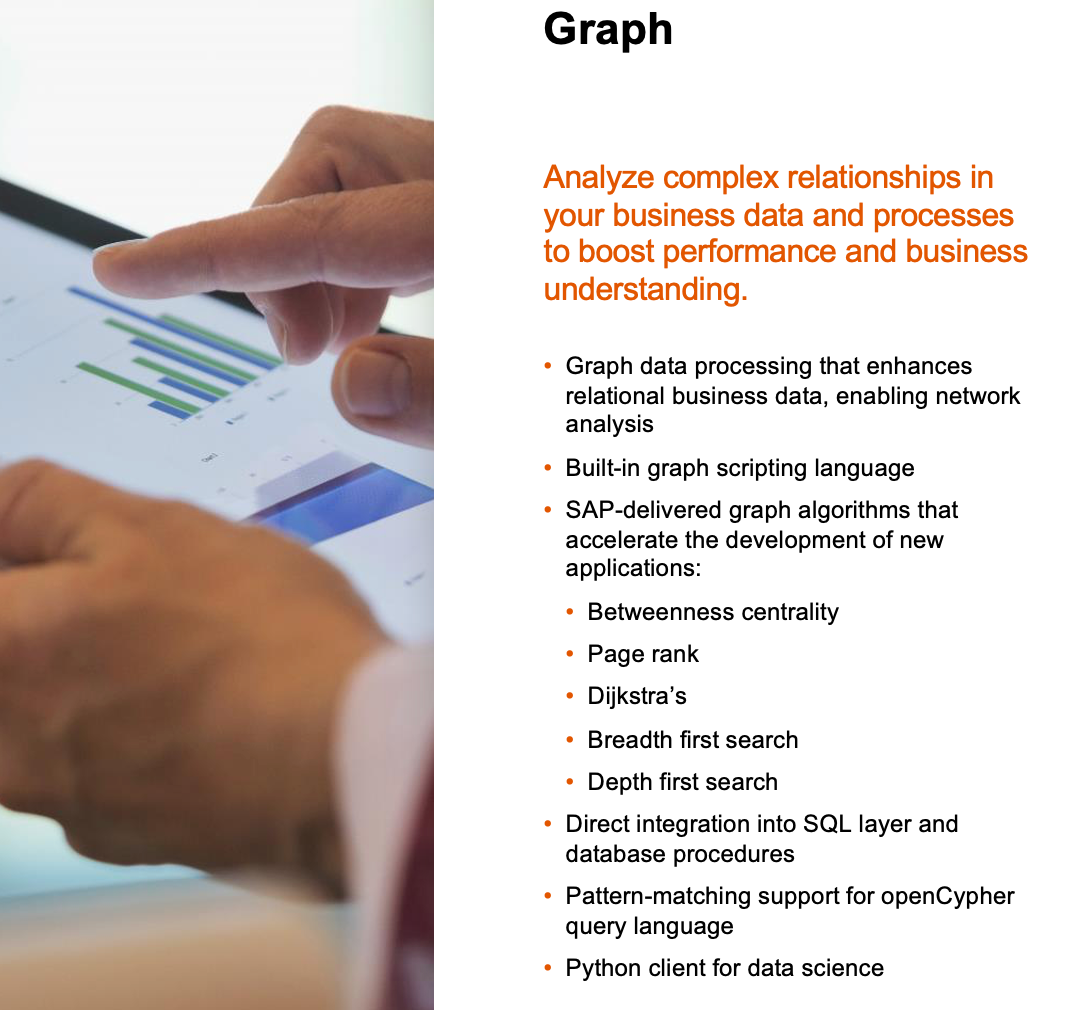 Graph
Analyze complex relationships in
your business data and processes
to boost performance and business
understanding.
• Graph data processing that enhances
relational business data, enabling network
analysis
• Built-in graph scripting language
• SAP-delivered graph algorithms that
accelerate the development of new
applications:
• Betweenness centrality
• Page rank
• Dijkstra’s
• Breadth first search
• Depth first search
• Direct integration into SQL layer and
database procedures
• Pattern-matching support for openCypher
query language
• Python client for data science